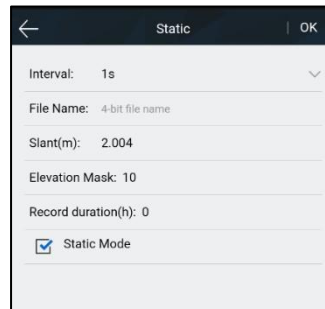 Static | OK
Interval: 1s
File Name: 4-bit file name
Slant(m): 2.004
Elevation Mask: 10
Record duration(h): 0
Static Mode